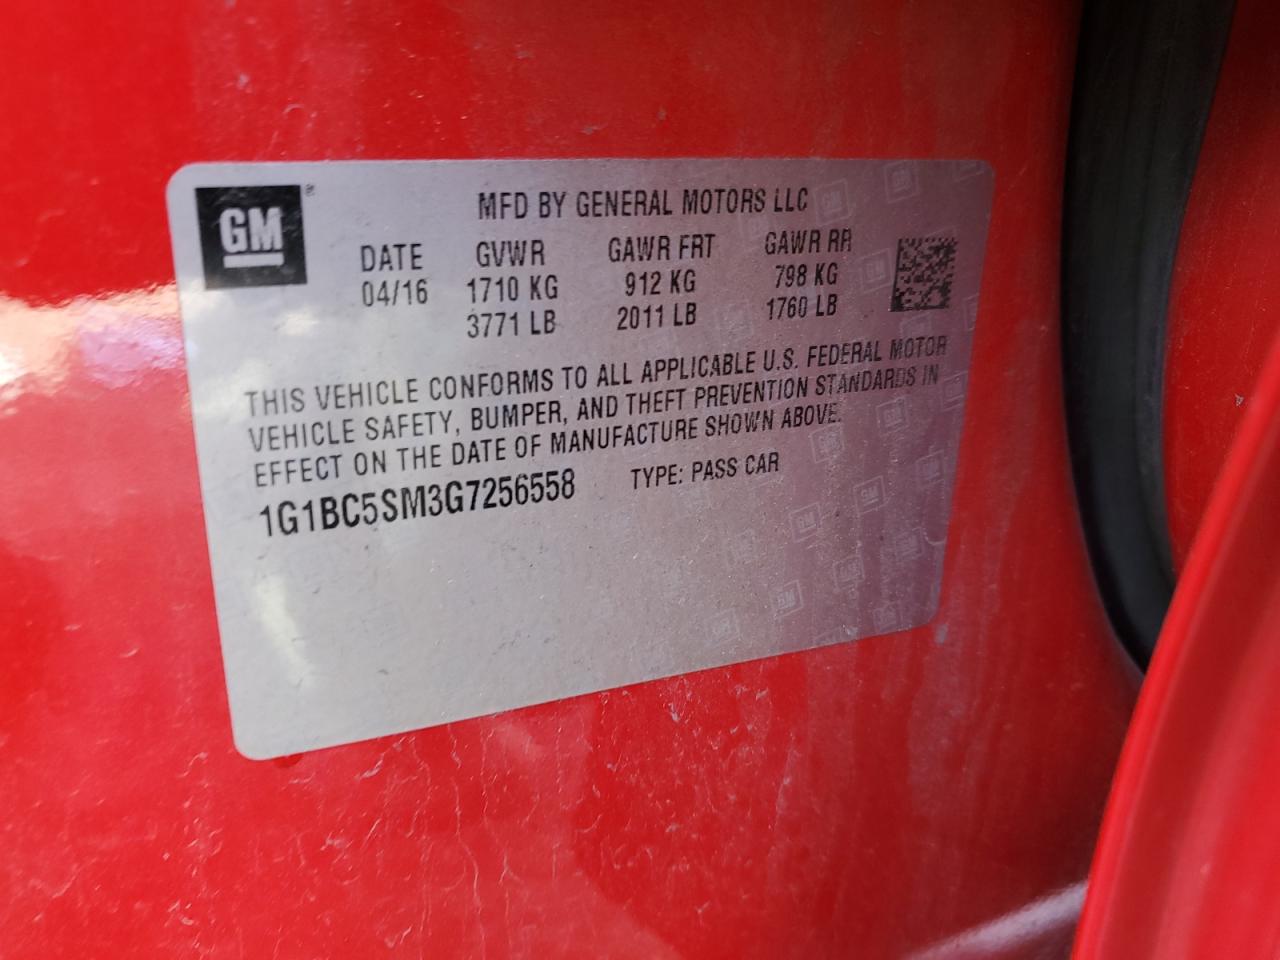 GM
MFD BY GENERAL MOTORS LLC
DATE GVWR GAWR FRT GAWR RR
04/16 1710 KG 912 KG 798 KG
3771 LB 2011 LB 1760 LB
THIS VEHICLE CONFORMS TO ALL APPLICABLE U.S. FEDERAL MOTOR
VEHICLE SAFETY, BUMPER, AND THEFT PREVENTION STANDARDS IN
EFFECT ON THE DATE OF MANUFACTURE SHOWN ABOVE.
1G1BC5SM3G7256558 TYPE: PASS CAR